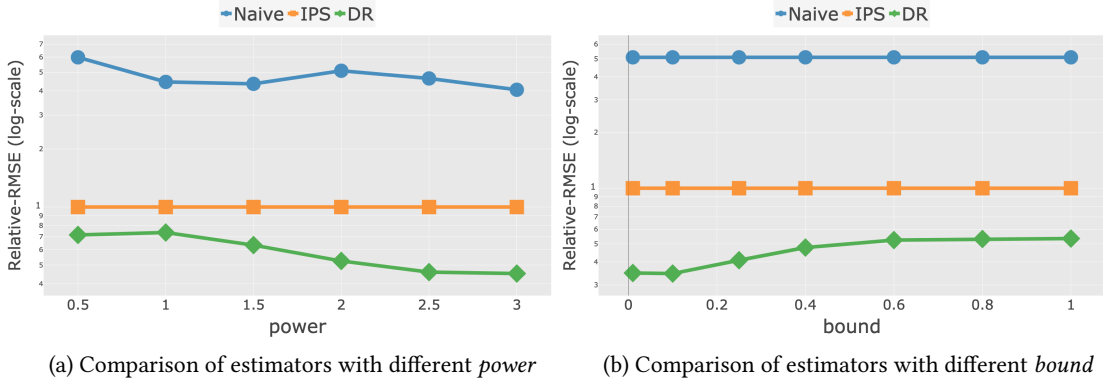 Naive IPS DR
Relative-RMSE (log-scale)
7
6
5
4
3
2
1
9
8
7
6
5
4
0.5 1 1.5 2 2.5 3
power
(a) Comparison of estimators with different power
Naive IPS DR
Relative-RMSE (log-scale)
6
5
4
3
2
1
9
8
7
6
5
4
3
0 0.2 0.4 0.6 0.8 1
bound
(b) Comparison of estimators with different bound